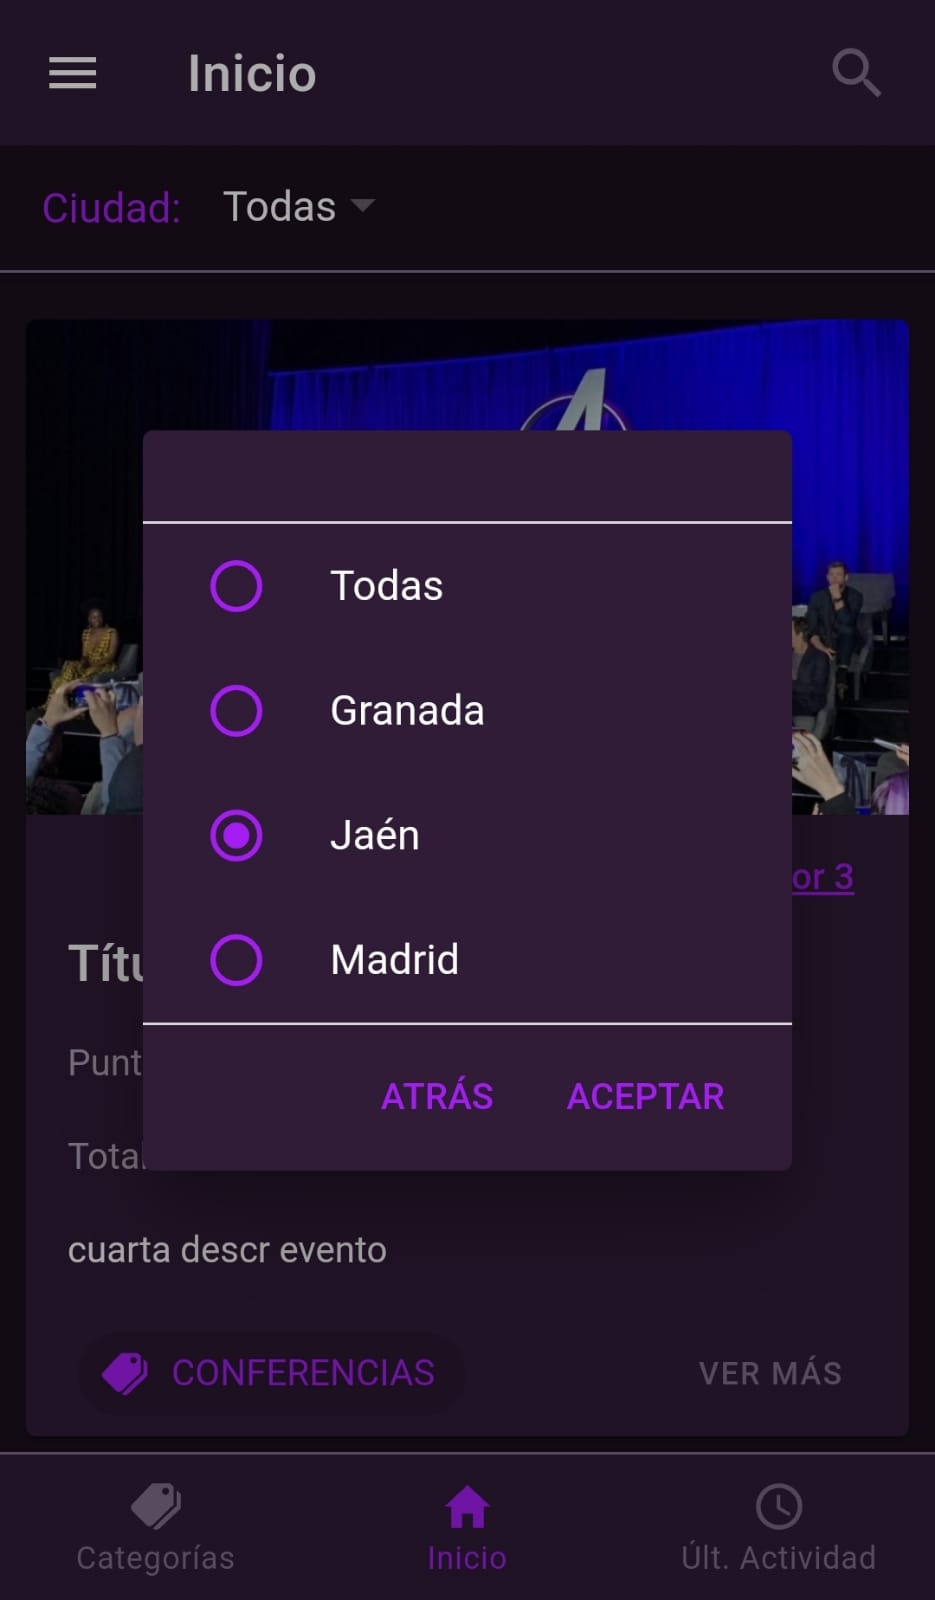 Inicio
Ciudad: Todas
Todas
Granada
Jaén
Madrid
ATRÁS ACEPTAR
or 3
Títu
Punt
Total
cuarta descr evento
CONFERENCIAS
VER MÁS
Categorías
Inicio
Últ. Actividad